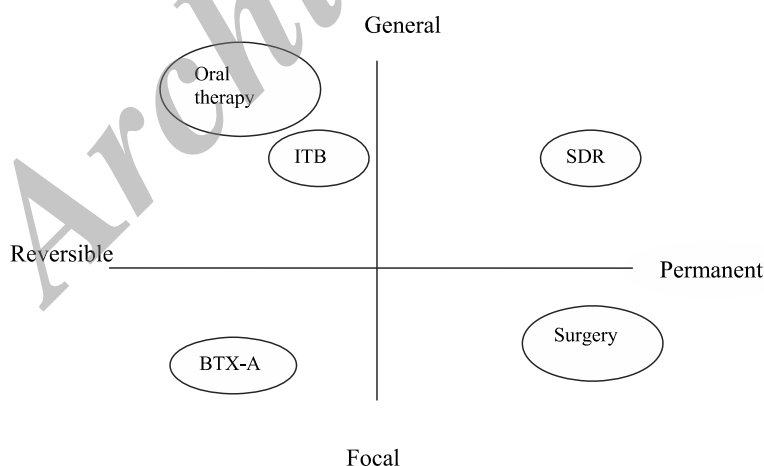 General
Oral
therapy
ITB
SDR
Reversible
Permanent
Surgery
BTX-A
Focal